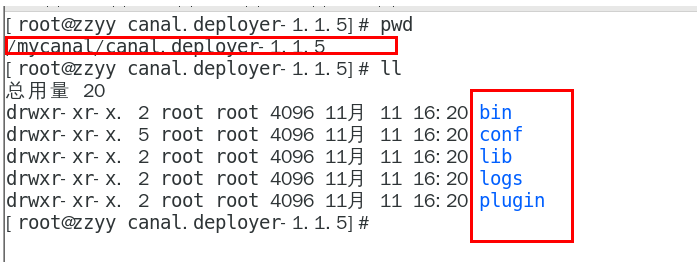 [root@zzyy canal.deployer-1.1.5]# pwd
/mycanal/canal.deployer-1.1.5
[root@zzyy canal.deployer-1.1.5]# ll
总用量 20
drwxr-xr-x. 2 root root 4096 11月 11 16:20 bin
drwxr-xr-x. 5 root root 4096 11月 11 16:20 conf
drwxr-xr-x. 2 root root 4096 11月 11 16:20 lib
drwxr-xr-x. 2 root root 4096 11月 11 16:20 logs
drwxr-xr-x. 2 root root 4096 11月 11 16:20 plugin
[root@zzyy canal.deployer-1.1.5]#